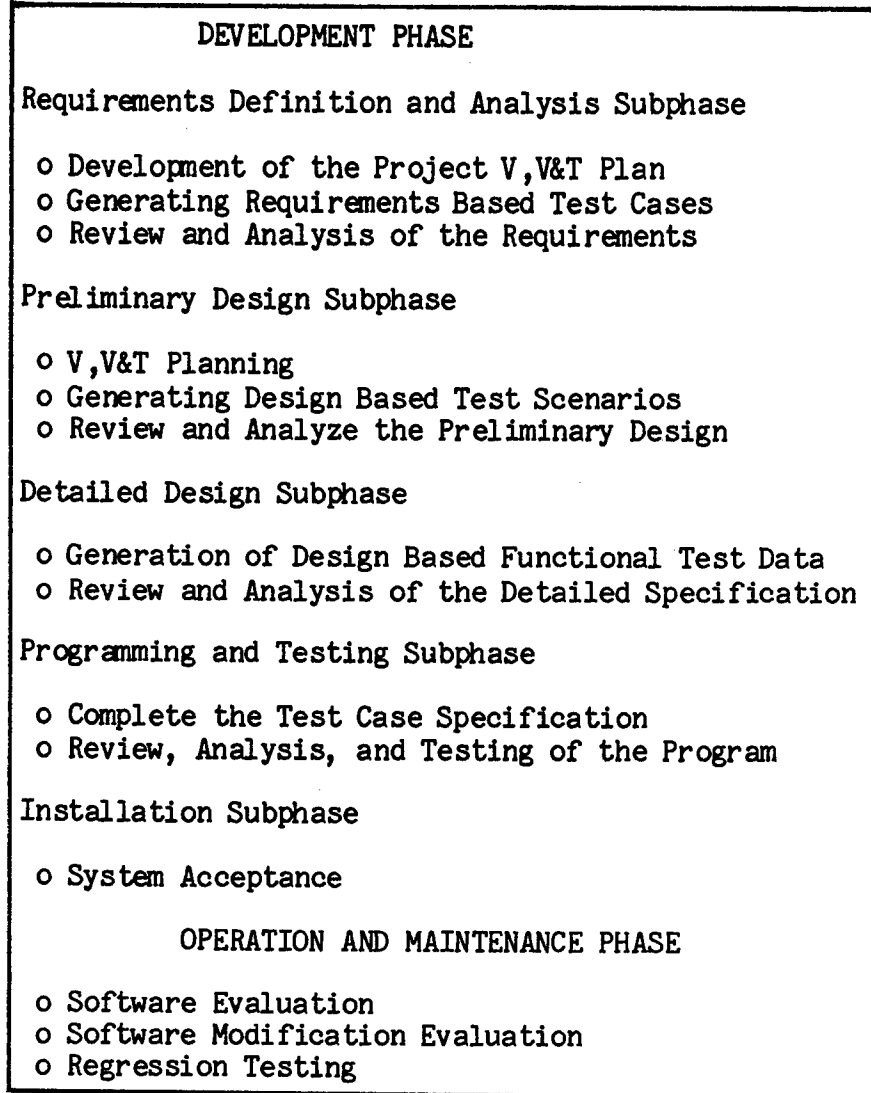 DEVELOPMENT PHASE
Requirements Definition and Analysis Subphase
o Development of the Project V,V&T Plan
o Generating Requirements Based Test Cases
o Review and Analysis of the Requirements
Preliminary Design Subphase
o V,V&T Planning
o Generating Design Based Test Scenarios
o Review and Analyze the Preliminary Design
Detailed Design Subphase
o Generation of Design Based Functional Test Data
o Review and Analysis of the Detailed Specification
Programming and Testing Subphase
o Complete the Test Case Specification
o Review, Analysis, and Testing of the Program
Installation Subphase
o System Acceptance
OPERATION AND MAINTENANCE PHASE
o Software Evaluation
o Software Modification Evaluation
o Regression Testing